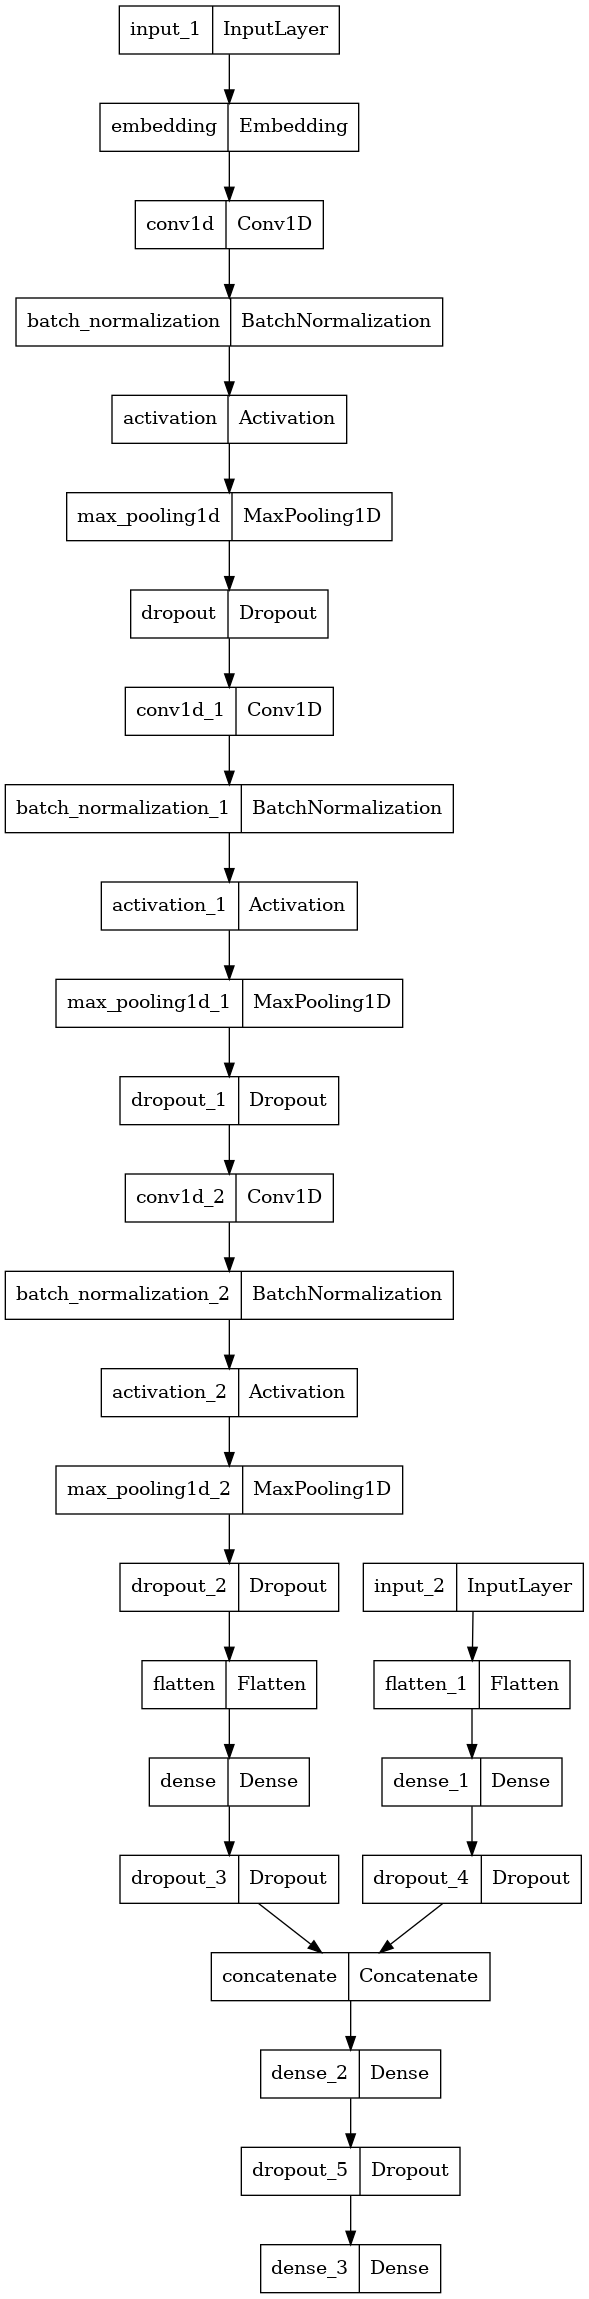 input_1 InputLayer
embedding Embedding
conv1d Conv1D
batch_normalization BatchNormalization
activation Activation
max_pooling1d MaxPooling1D
dropout Dropout
conv1d_1 Conv1D
batch_normalization_1 BatchNormalization
activation_1 Activation
max_pooling1d_1 MaxPooling1D
dropout_1 Dropout
conv1d_2 Conv1D
batch_normalization_2 BatchNormalization
activation_2 Activation
max_pooling1d_2 MaxPooling1D
dropout_2 Dropout input_2 InputLayer
flatten Flatten flatten_1 Flatten
dense Dense dense_1 Dense
dropout_3 Dropout dropout_4 Dropout
concatenate Concatenate
dense_2 Dense
dropout_5 Dropout
dense_3 Dense